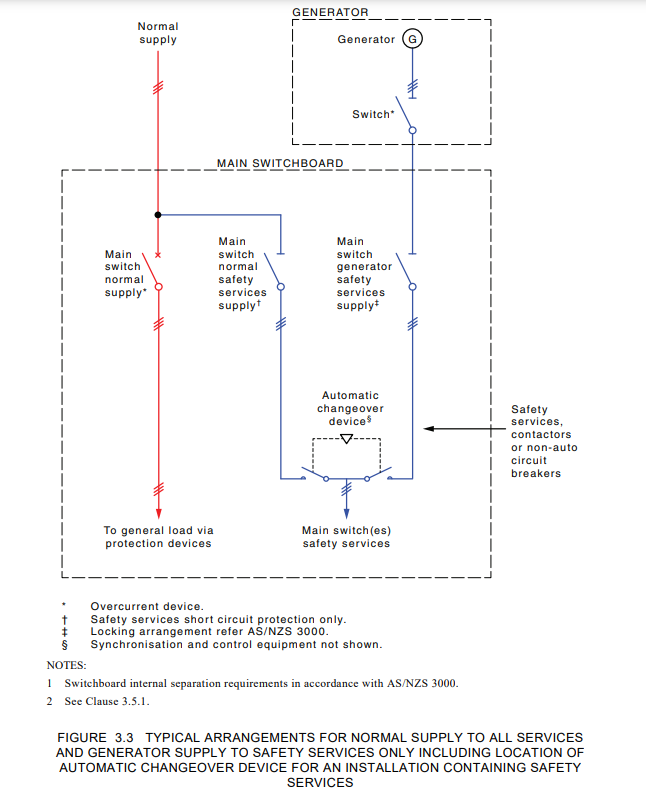 GENERATOR
Normal
supply
Generator
G
Switch*
MAIN SWITCHBOARD
Main
switch
normal
supply*
Main
switch
normal
safety
services
supply†
Main
switch
generator
safety
services
supply‡
Automatic
changeover
device§
Safety
services,
contactors
or non-auto
circuit
breakers
To general load via
protection devices
Main switch(es)
safety services
* Overcurrent device.
† Safety services short circuit protection only.
‡ Locking arrangement refer AS/NZS 3000.
§ Synchronisation and control equipment not shown.
NOTES:
1 Switchboard internal separation requirements in accordance with AS/NZS 3000.
2 See Clause 3.5.1.
FIGURE 3.3 TYPICAL ARRANGEMENTS FOR NORMAL SUPPLY TO ALL SERVICES
AND GENERATOR SUPPLY TO SAFETY SERVICES ONLY INCLUDING LOCATION OF
AUTOMATIC CHANGEOVER DEVICE FOR AN INSTALLATION CONTAINING SAFETY
SERVICES